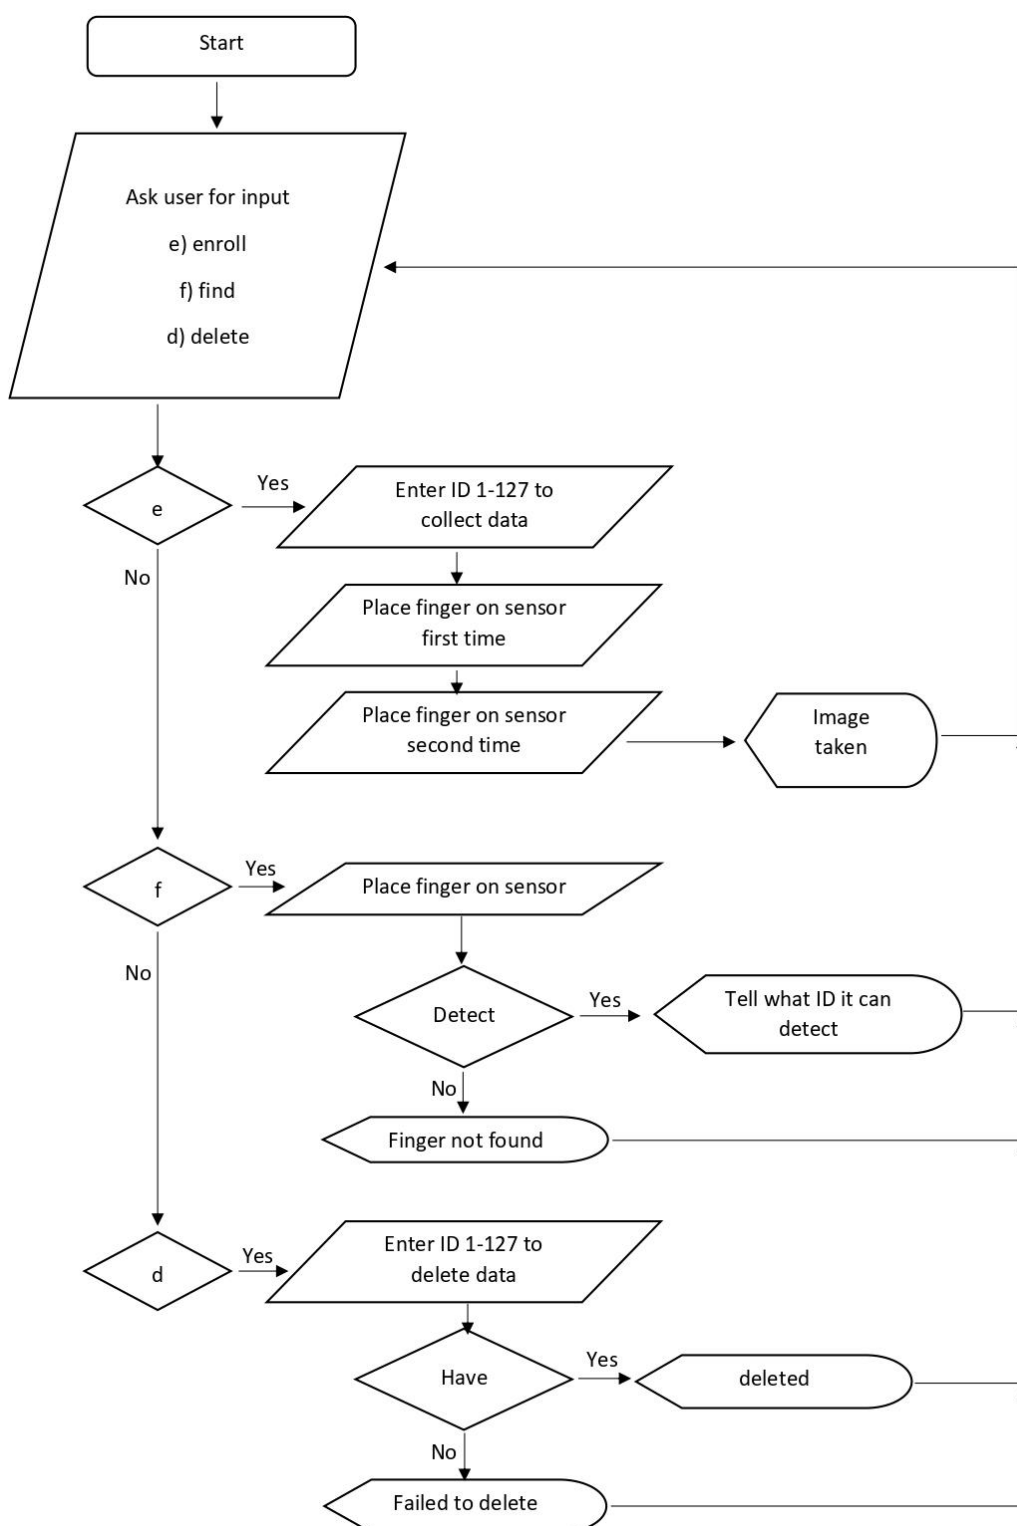 Start
Ask user for input
e) enroll
f) find
d) delete
e
Yes
Enter ID 1-127 to
collect data
No
Place finger on sensor
first time
Place finger on sensor
second time
Image
taken
f
Yes
Place finger on sensor
No
Detect
Yes
Tell what ID it can
detect
No
Finger not found
d
Yes
Enter ID 1-127 to
delete data
Have
Yes
deleted
No
Failed to delete